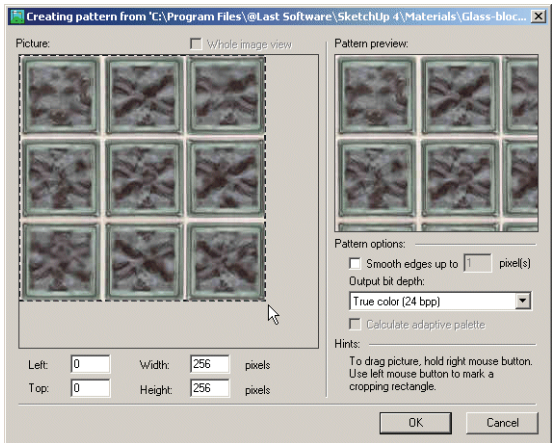 Creating pattern from 'C:\Program Files\@Last Software\SketchUp 4\Materials\Glass-bloc...
Picture:
Whole image view
Pattern preview:
Pattern options:
Smooth edges up to 1 pixel(s)
Output bit depth:
True color (24 bpp)
Calculate adaptive palette
Hints:
To drag picture, hold right mouse button.
Use left mouse button to mark a
cropping rectangle.
Left: 0 Width: 256 pixels
Top: 0 Height: 256 pixels
OK Cancel